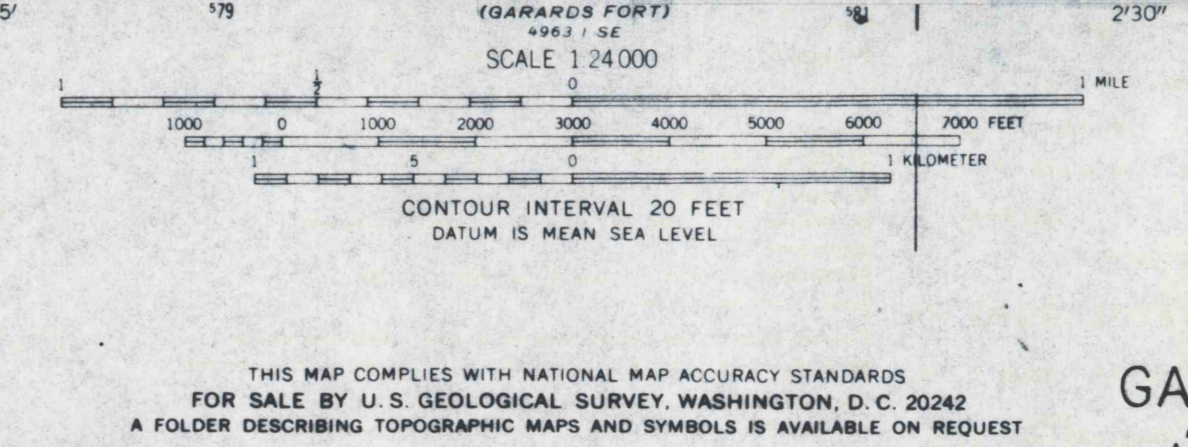 5' 579 (GARARDS FORT) 581 2'30"
4963 I SE
SCALE 1:24000
1 ½ 0 1 MILE
1000 0 1000 2000 3000 4000 5000 6000 7000 FEET
1 .5 0 1 KILOMETER
CONTOUR INTERVAL 20 FEET
DATUM IS MEAN SEA LEVEL
THIS MAP COMPLIES WITH NATIONAL MAP ACCURACY STANDARDS
FOR SALE BY U. S. GEOLOGICAL SURVEY, WASHINGTON, D. C. 20242
A FOLDER DESCRIBING TOPOGRAPHIC MAPS AND SYMBOLS IS AVAILABLE ON REQUEST
GA